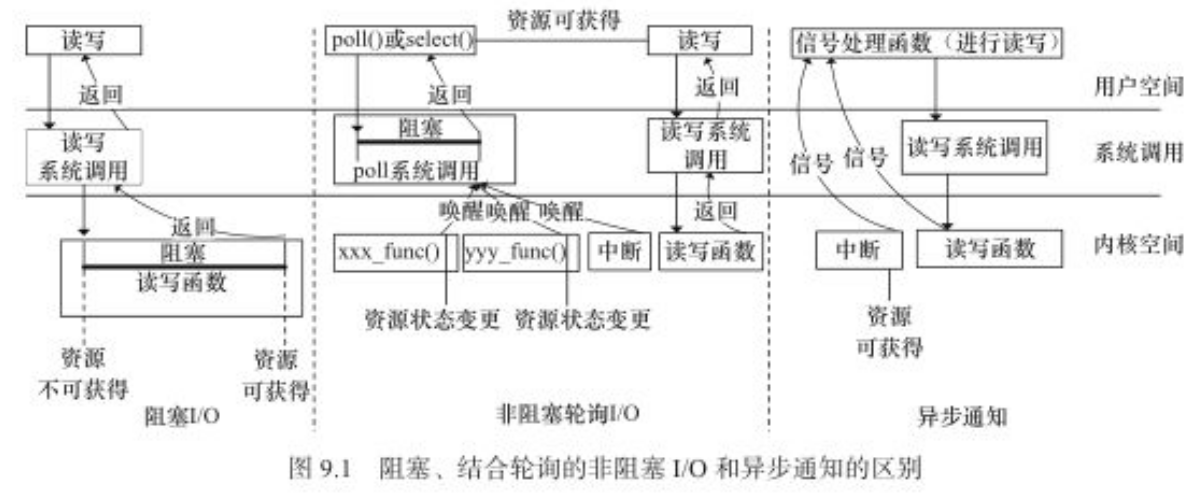 读写
返回
读写
系统调用
返回
阻塞
读写函数
资源
不可获得
资源
可获得
阻塞I/O
资源可获得
poll()或select()
读写
返回
返回
阻塞
poll系统调用
读写系统
调用
唤醒 唤醒 唤醒
返回
xxx_func()
yyy_func()
中断
读写函数
资源状态变更 资源状态变更
非阻塞轮询I/O
信号处理函数（进行读写）
用户空间
读写系统调用
系统调用
信号
信号
中断
读写函数
内核空间
资源
可获得
异步通知
图 9.1 阻塞、结合轮询的非阻塞 I/O 和异步通知的区别